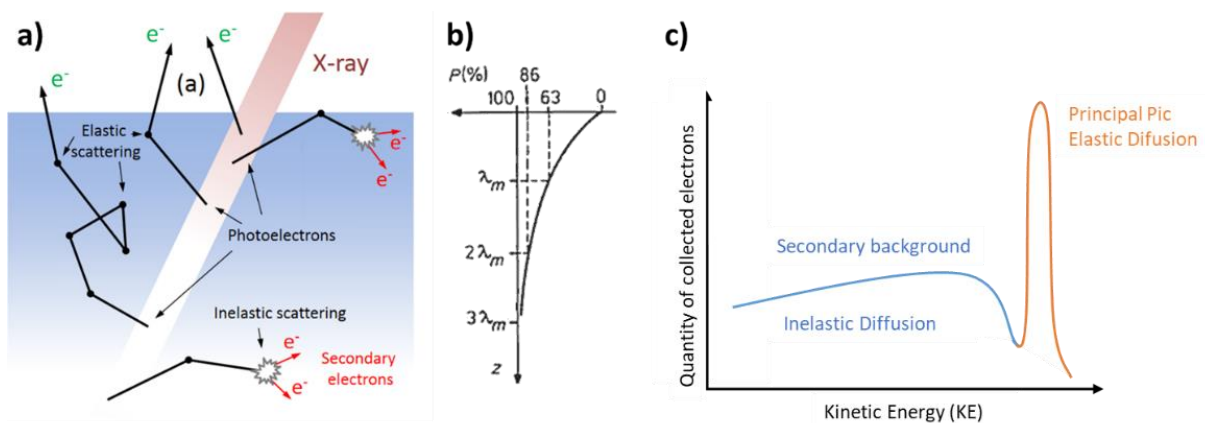 a)
e-
e-
e-
(a)
X-ray
Elastic
scattering
e-
e-
Photoelectrons
Inelastic scattering
e-
e-
Secondary
electrons
b)
P(%)
86
100
63
0
λm
2λm
3λm
z
c)
Quantity of collected electrons
Principal Pic
Elastic Difusion
Secondary background
Inelastic Diffusion
Kinetic Energy (KE)